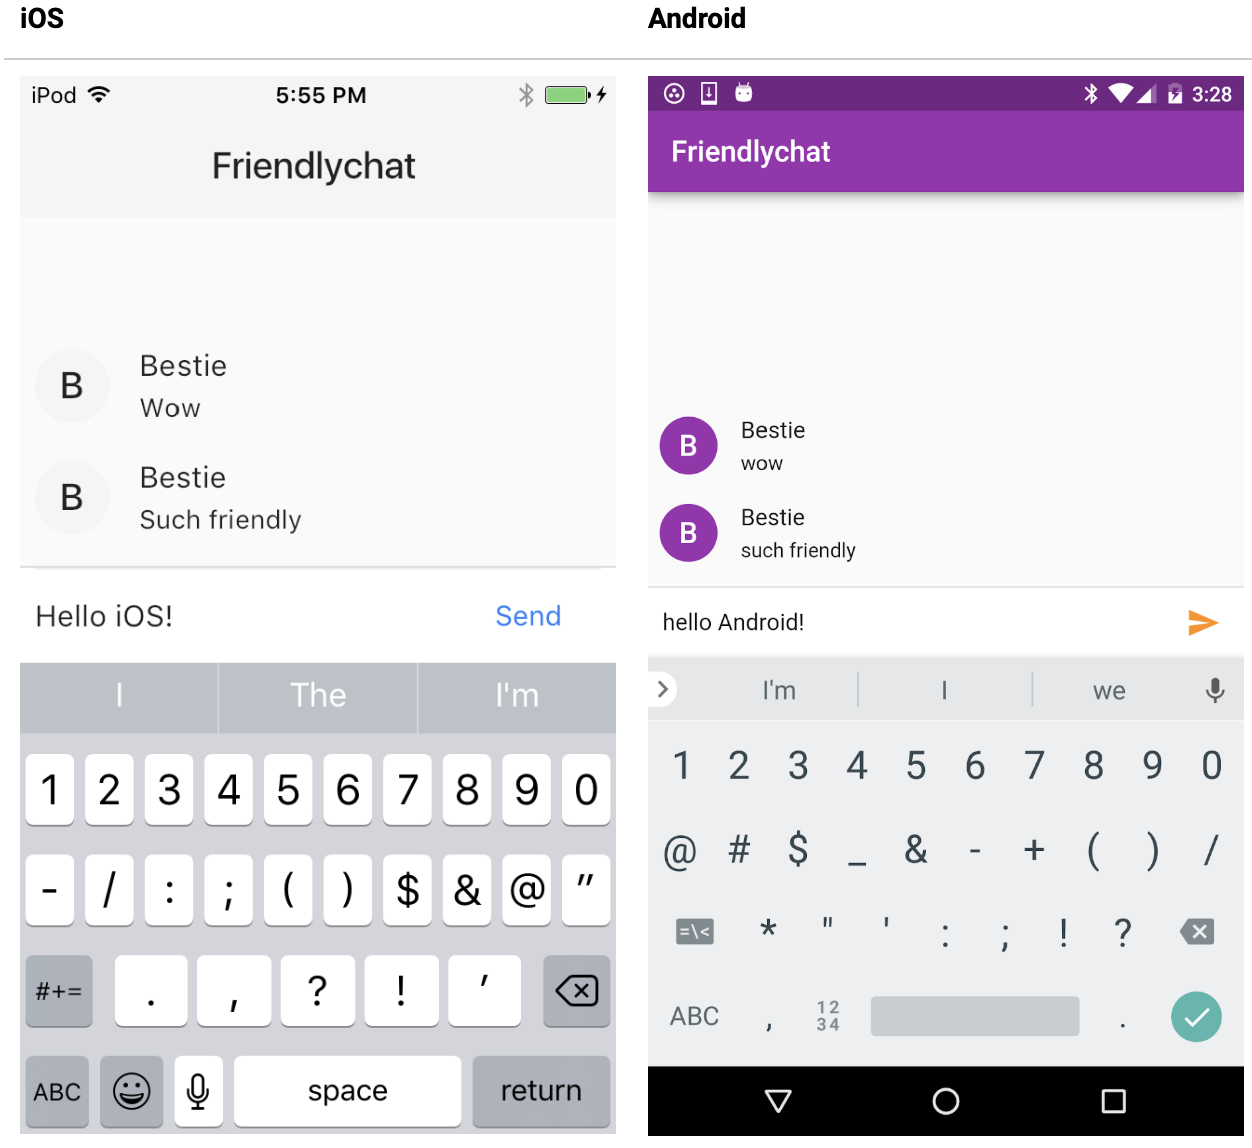 iOS
iPod 5:55 PM
Friendlychat
B Bestie
Wow
B Bestie
Such friendly
Hello iOS! Send
I The I'm
1 2 3 4 5 6 7 8 9 0
- / : ; ( ) $ & @ "
#+= . , ? ! '
ABC space return
Android
3:28
Friendlychat
B Bestie
wow
B Bestie
such friendly
hello Android!
I'm I we
1 2 3 4 5 6 7 8 9 0
@ # $ _ & - + ( ) /
=\< * " ' : ; ! ?
ABC , 12 34 .